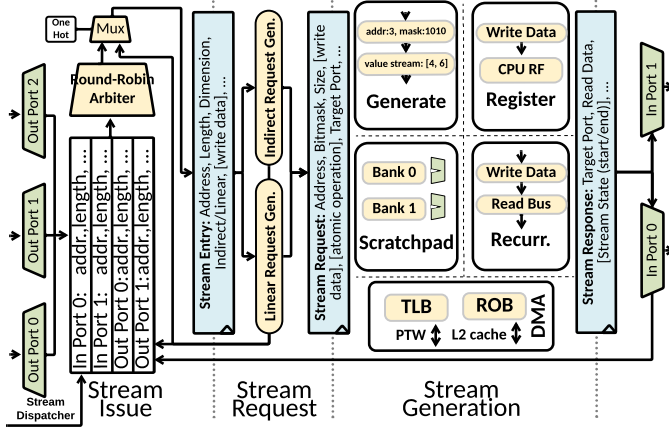 One
Hot
Mux
Round-Robin
Arbiter
Out Port 2
Out Port 1
Out Port 0
In Port 0: addr.,length, ...
In Port 1: addr.,length, ...
Out Port 0:addr.,length, ...
Out Port 1:addr.,length, ...
Stream
Dispatcher
Stream
Issue
Stream Entry: Address, Length, Dimension,
Indirect/Linear, [write data], ...
Indirect Request Gen.
Linear Request Gen.
Stream
Request
Stream Request: Address, Bitmask, Size, [write
data], [atomic operation], Target Port, ...
addr:3, mask:1010
value stream: [4, 6]
Generate
Write Data
CPU RF
Register
Bank 0
Bank 1
Scratchpad
Write Data
Read Bus
Recurr.
TLB
ROB
PTW
L2 cache
DMA
Stream
Generation
Stream Response: Target Port, Read Data,
[Stream State (start/end)], ...
In Port 1
In Port 0